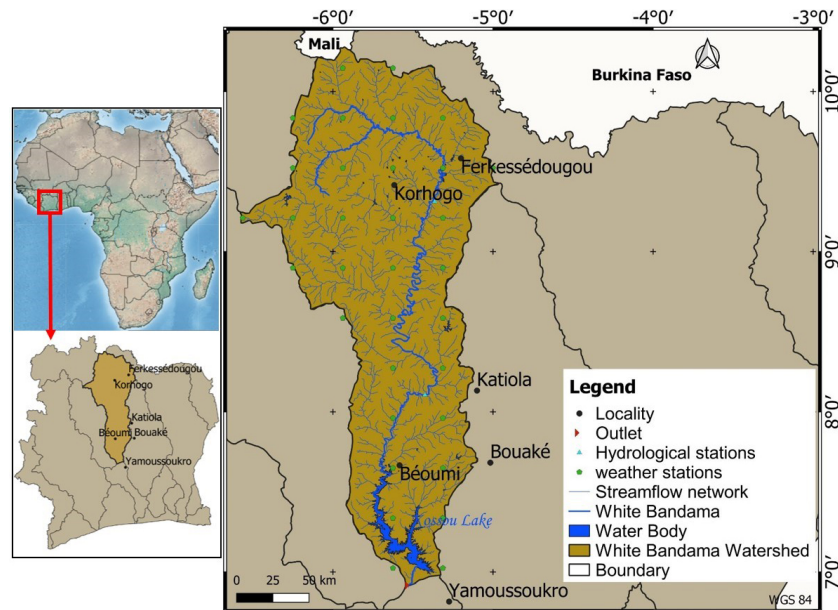 -6°0′ -5°0′ -4°0′ -3°0′
Mali
Burkina Faso
10°0′
Ferkessédougou
Korhogo
9°0′
Katiola
8°0′
Bouaké
Béoumi
Kossou Lake
7°0′
Yamoussoukro
0 25 50 km
WGS 84
Legend
Locality
Outlet
Hydrological stations
weather stations
Streamflow network
White Bandama
Water Body
White Bandama Watershed
Boundary
Ferkessédougou
Korhogo
Katiola
Béoumi Bouaké
Yamoussoukro